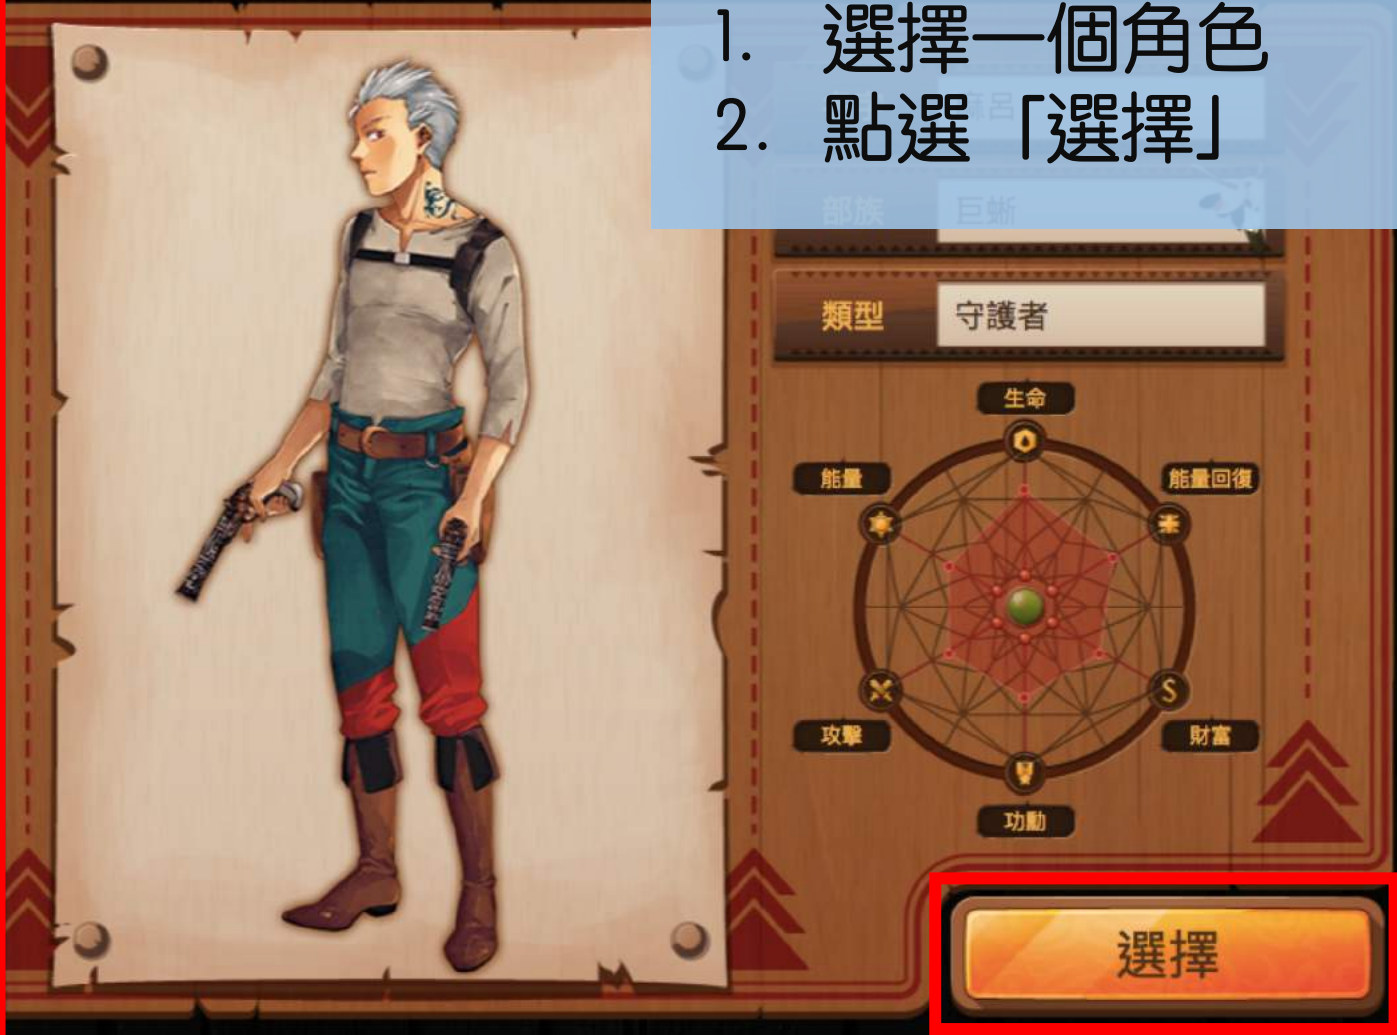 1. 選擇一個角色
2. 點選「選擇」
部族 巨蜥
類型 守護者
生命
能量
能量回復
攻擊
財富
功勳
選擇